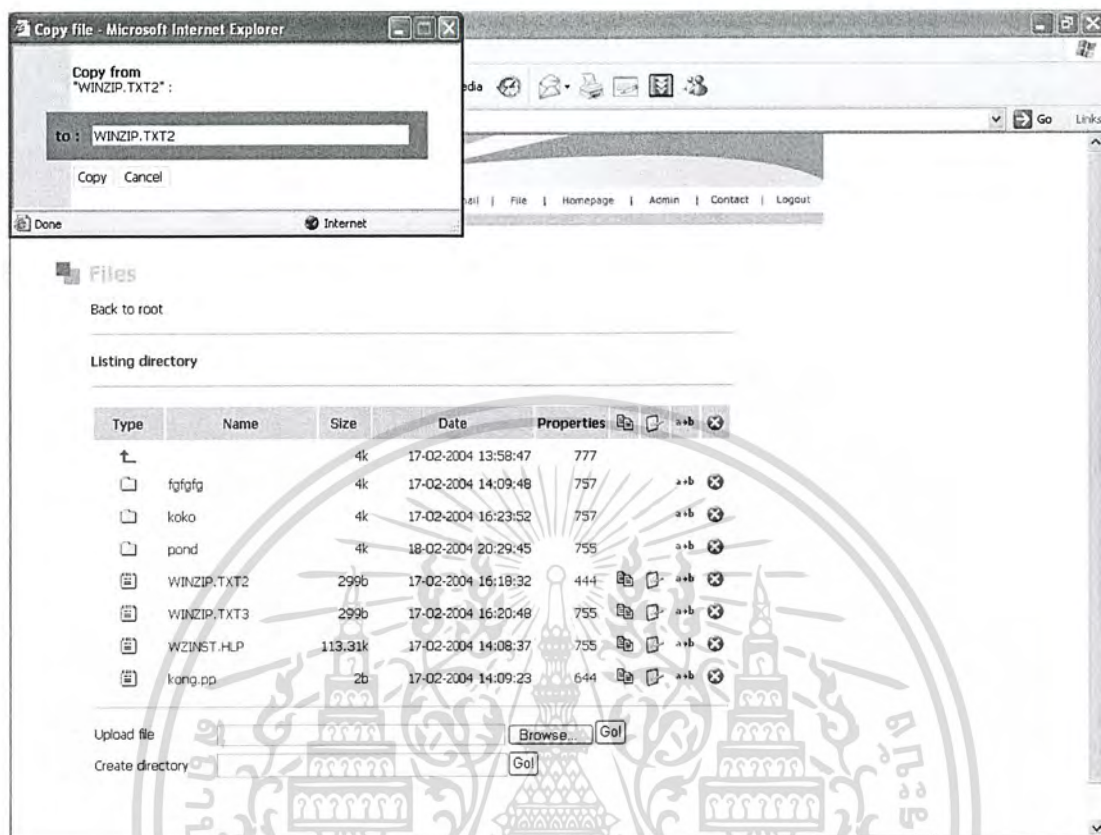 Copy file - Microsoft Internet Explorer
Copy from
"WINZIP.TXT2" :
to : WINZIP.TXT2
Copy Cancel
Done Internet
Go Links
| File | Homepage | Admin | Contact | Logout
Files
Back to root
Listing directory
Type Name Size Date Properties a→b
4k 17-02-2004 13:58:47 777
fgfgfg 4k 17-02-2004 14:09:48 757 a→b
koko 4k 17-02-2004 16:23:52 757 a→b
pond 4k 18-02-2004 20:29:45 755 a→b
WINZIP.TXT2 299b 17-02-2004 16:18:32 444 a→b
WINZIP.TXT3 299b 17-02-2004 16:20:48 755 a→b
WZINST.HLP 113.31k 17-02-2004 14:08:37 755 a→b
kong.pp 2b 17-02-2004 14:09:23 644 a→b
Upload file Browse... Go!
Create directory Go!